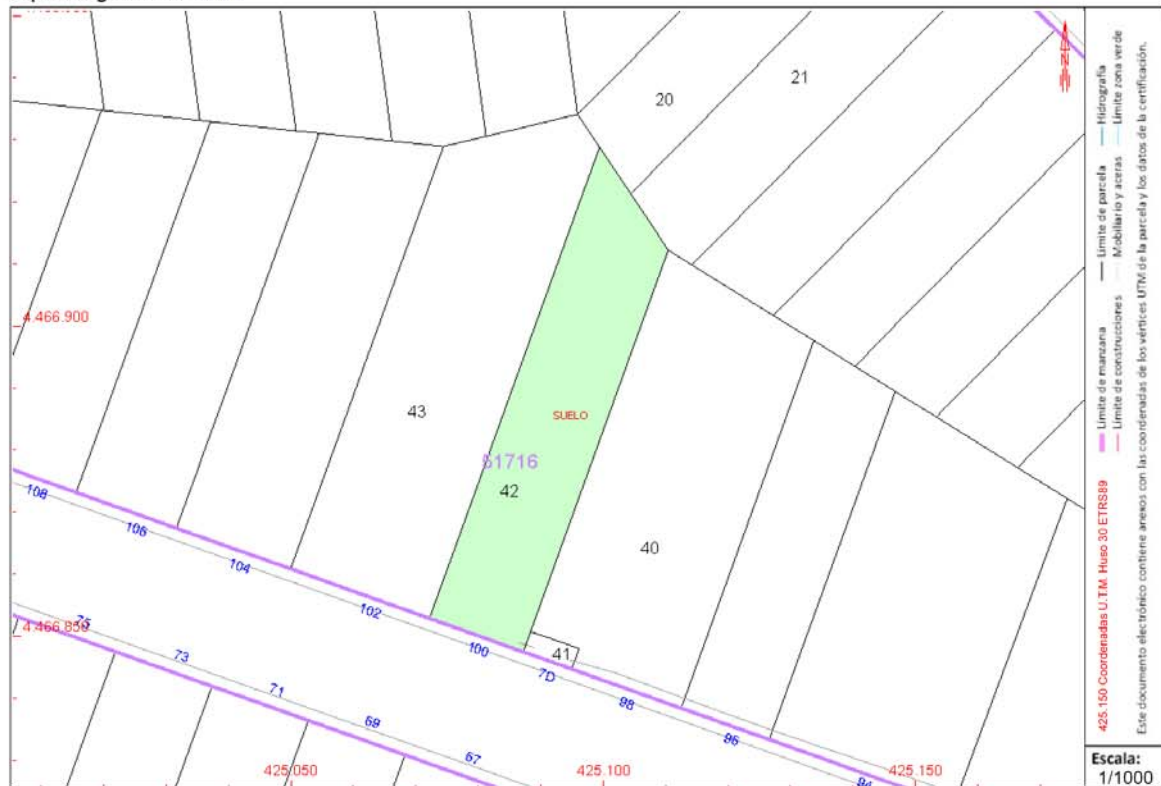 20
21
43
SUELO
51716
42
40
41
4.466.900
4.466.850
108
106
104
102
100
7D
98
96
94
75
73
71
69
67
425.050
425.100
425.150
Hidrografía
Límite zona verde
Límite de parcela
Mobiliario y aceras
Límite de manzana
Límite de construcciones
425.150 Coordenadas U.T.M. Huso 30 ETRS89
Este documento electrónico contiene anexos con las coordenadas de los vértices UTM de la parcela y los datos de la certificación.
Escala:
1/1000